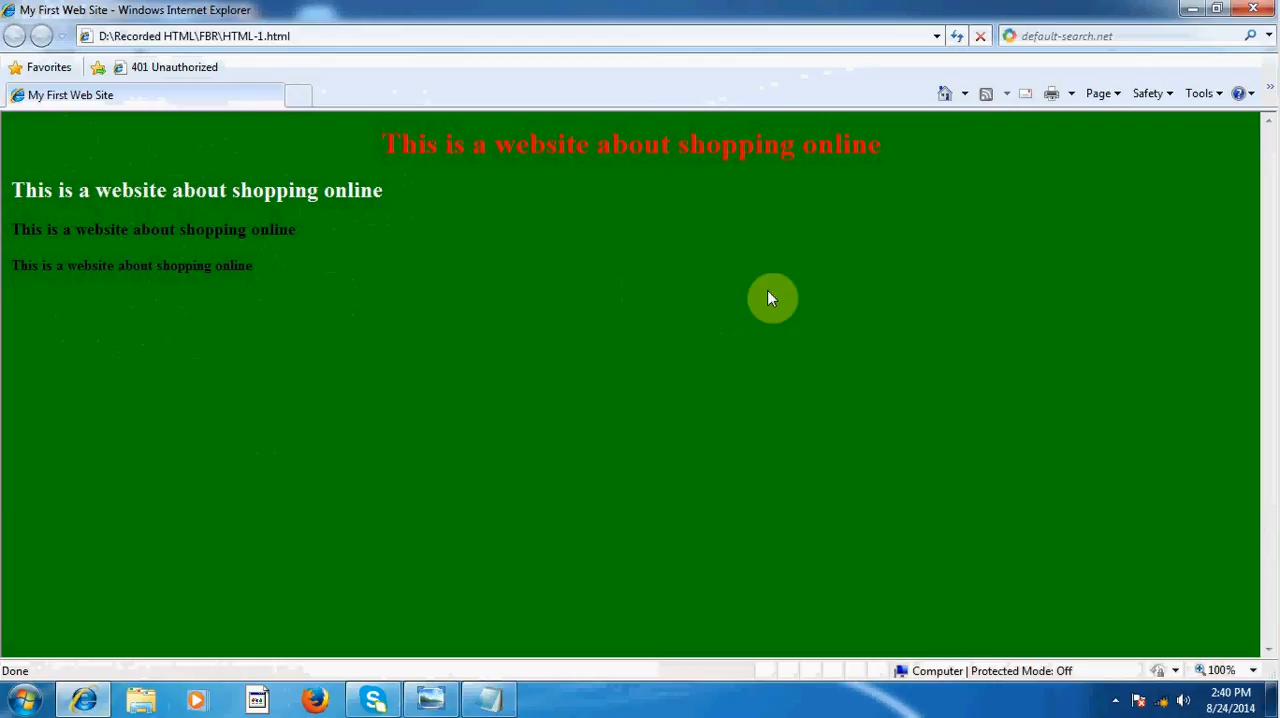 My First Web Site - Windows Internet Explorer
D:\Recorded HTML\FBR\HTML-1.html
default-search.net
Favorites
401 Unauthorized
My First Web Site
Page
Safety
Tools
This is a website about shopping online
This is a website about shopping online
This is a website about shopping online
This is a website about shopping online
Done
Computer | Protected Mode: Off
100%
2:40 PM
8/24/2014